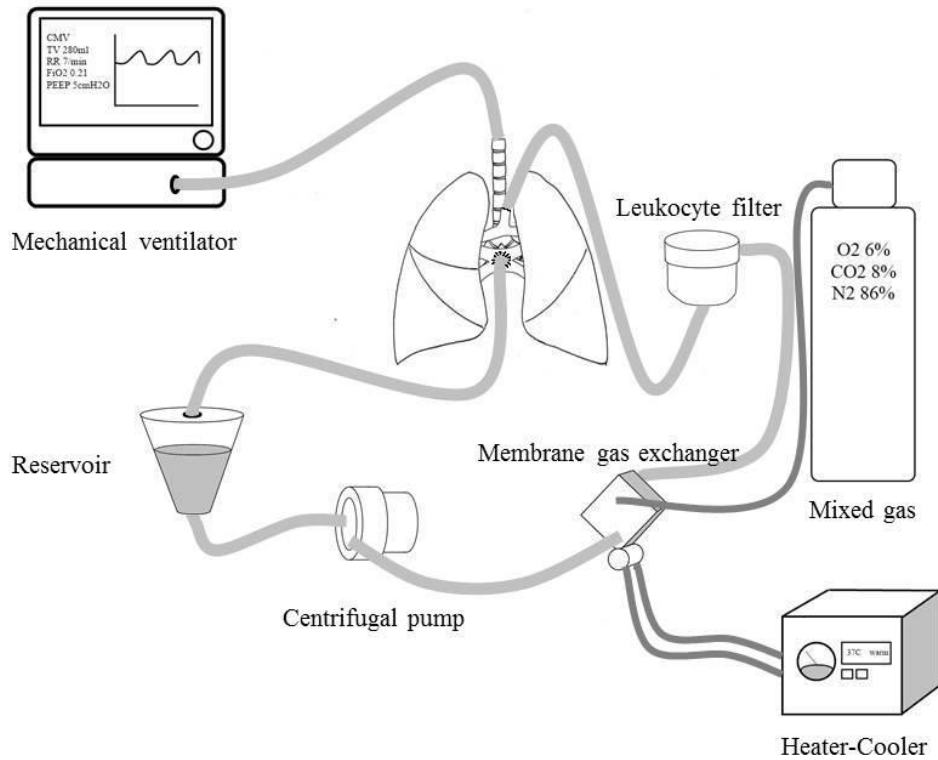 CMV
TV 280ml
RR 7/min
FiO2 0.21
PEEP 5cmH2O
Mechanical ventilator
Leukocyte filter
O2 6%
CO2 8%
N2 86%
Reservoir
Membrane gas exchanger
Mixed gas
Centrifugal pump
37C warm
Heater-Cooler